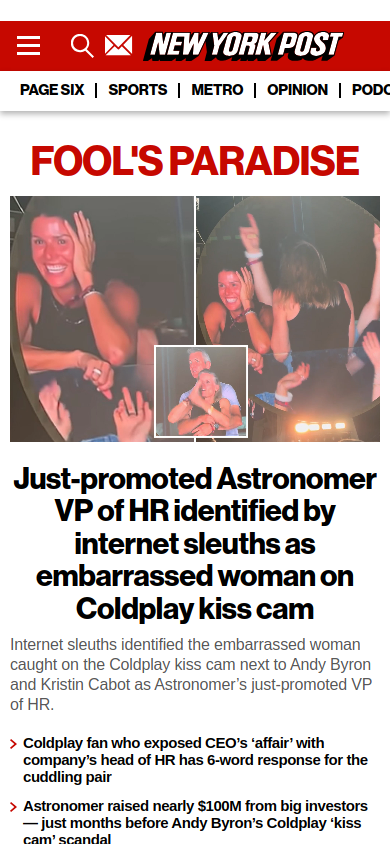 NEW YORK POST
PAGE SIX | SPORTS | METRO | OPINION | PODC
FOOL'S PARADISE
Just-promoted Astronomer
VP of HR identified by
internet sleuths as
embarrassed woman on
Coldplay kiss cam
Internet sleuths identified the embarrassed woman
caught on the Coldplay kiss cam next to Andy Byron
and Kristin Cabot as Astronomer’s just-promoted VP
of HR.
Coldplay fan who exposed CEO’s ‘affair’ with
company’s head of HR has 6-word response for the
cuddling pair
Astronomer raised nearly $100M from big investors
— just months before Andy Byron’s Coldplay ‘kiss
cam’ scandal